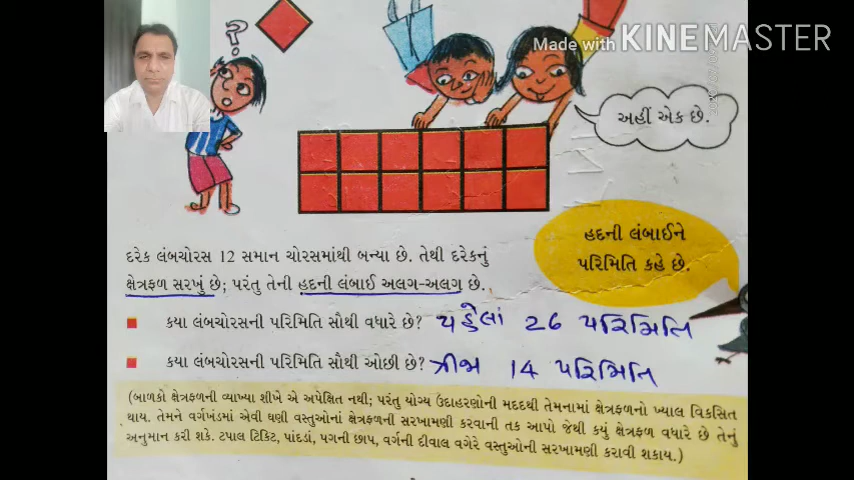 Made with KINEMASTER
અહીં એક છે.
હદની લંબાઈને
પરિમિતિ કહે છે.
દરેક લંબચોરસ 12 સમાન ચોરસમાંથી બન્યા છે. તેથી દરેકનું
ક્ષેત્રફળ સરખું છે; પરંતુ તેની હદની લંબાઈ અલગ-અલગ છે.
કયા લંબચોરસની પરિમિતિ સૌથી વધારે છે? પહેલાં 26 પરિમિતિ
કયા લંબચોરસની પરિમિતિ સૌથી ઓછી છે? ત્રીજા 14 પરિમિતિ
(બાળકો ક્ષેત્રફળની વ્યાખ્યા શીખે એ અપેક્ષિત નથી; પરંતુ યોગ્ય ઉદાહરણોની મદદથી તેમનામાં ક્ષેત્રફળનો ખ્યાલ વિકસિત
થાય. તેમને વર્ગખંડમાં એવી ઘણી વસ્તુઓનાં ક્ષેત્રફળની સરખામણી કરવાની તક આપો જેથી કયું ક્ષેત્રફળ વધારે છે તેનું
અનુમાન કરી શકે. ટપાલ ટિકિટ, પાંદડાં, પગની છાપ, વર્ગની દીવાલ વગેરે વસ્તુઓની સરખામણી કરાવી શકાય.)